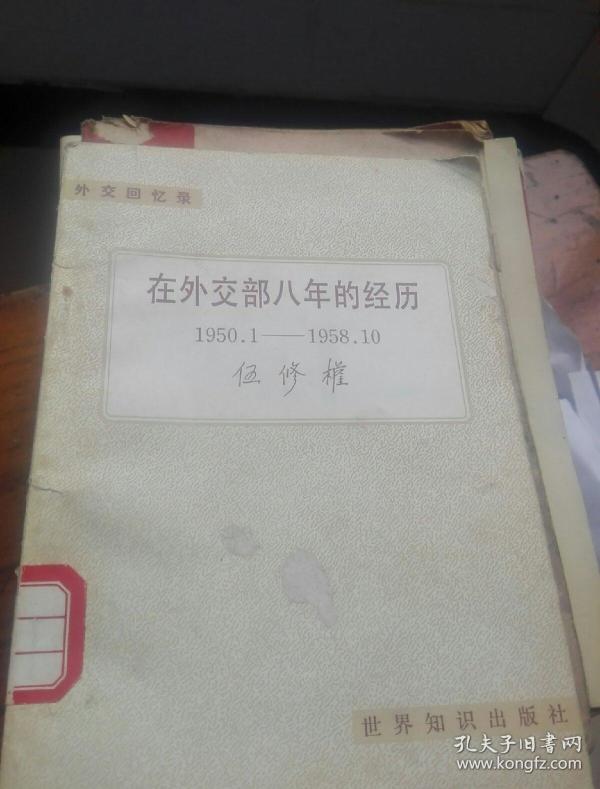 外交回忆录
在外交部八年的经历
1950.1——1958.10
伍修权
世界知识出版社
孔夫子旧书网
www.kongfz.com